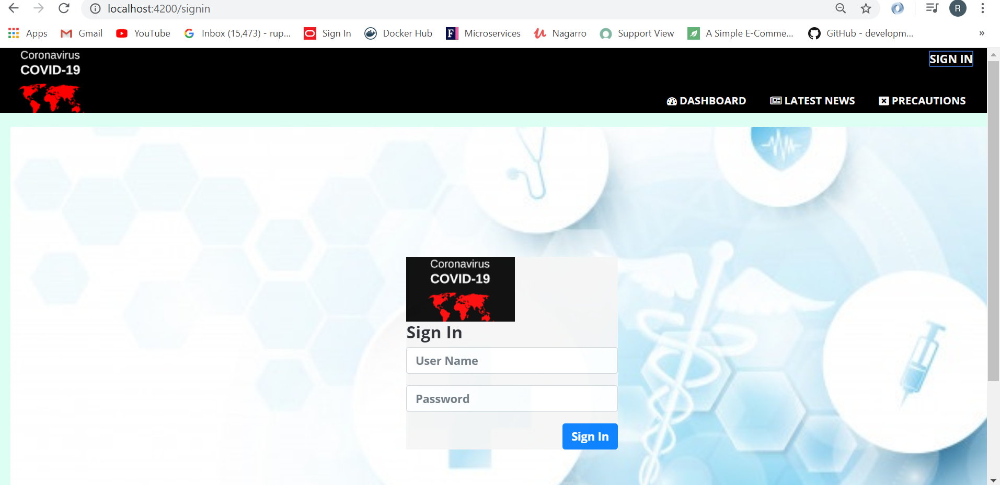 localhost:4200/signin
R
Apps Gmail YouTube Inbox (15,473) - rup... Sign In Docker Hub Microservices Nagarro Support View A Simple E-Comme... GitHub - developm... »
Coronavirus
COVID-19
SIGN IN
DASHBOARD LATEST NEWS PRECAUTIONS
Coronavirus
COVID-19
Sign In
User Name
Password
Sign In